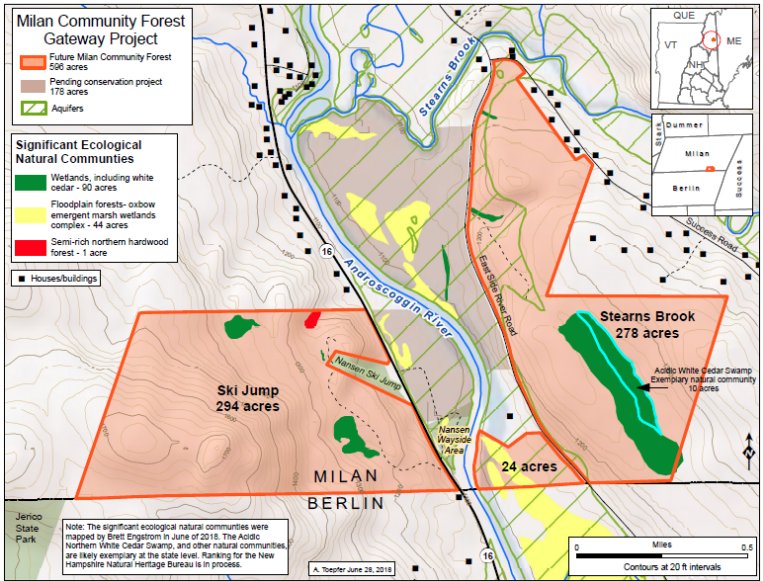 Milan Community Forest
Gateway Project
Future Milan Community Forest
596 acres
Pending conservation project
178 acres
Aquifers
Significant Ecological
Natural Communties
Wetlands, including white
cedar - 90 acres
Floodplain forests- oxbow
emergent marsh wetlands
complex - 44 acres
Semi-rich northern hardwood
forest - 1 acre
Houses/buildings
QUE
VT
ME
NH
Stark
Dummer
Milan
Berlin
Success
Stearns Brook
Success Road
16
Androscoggin River
East Side River Road
1100
1200
1200
Stearns Brook
278 acres
Acidic White Cedar Swamp
Exemplary natural community
10 acres
Ski Jump
294 acres
Nansen Ski Jump
Nansen
Wayside
Area
24 acres
MILAN
BERLIN
N
Jerico
State
Park
Note: The significant ecological natural communities were
mapped by Brett Engstrom in June of 2018. The Acidic
Northern White Cedar Swamp, and other natural communities,
are likely exemplary at the state level. Ranking for the New
Hampshire Natural Heritage Bureau is in process.
A. Toepfer June 28, 2018
16
Miles
0
0.5
Contours at 20 ft intervals